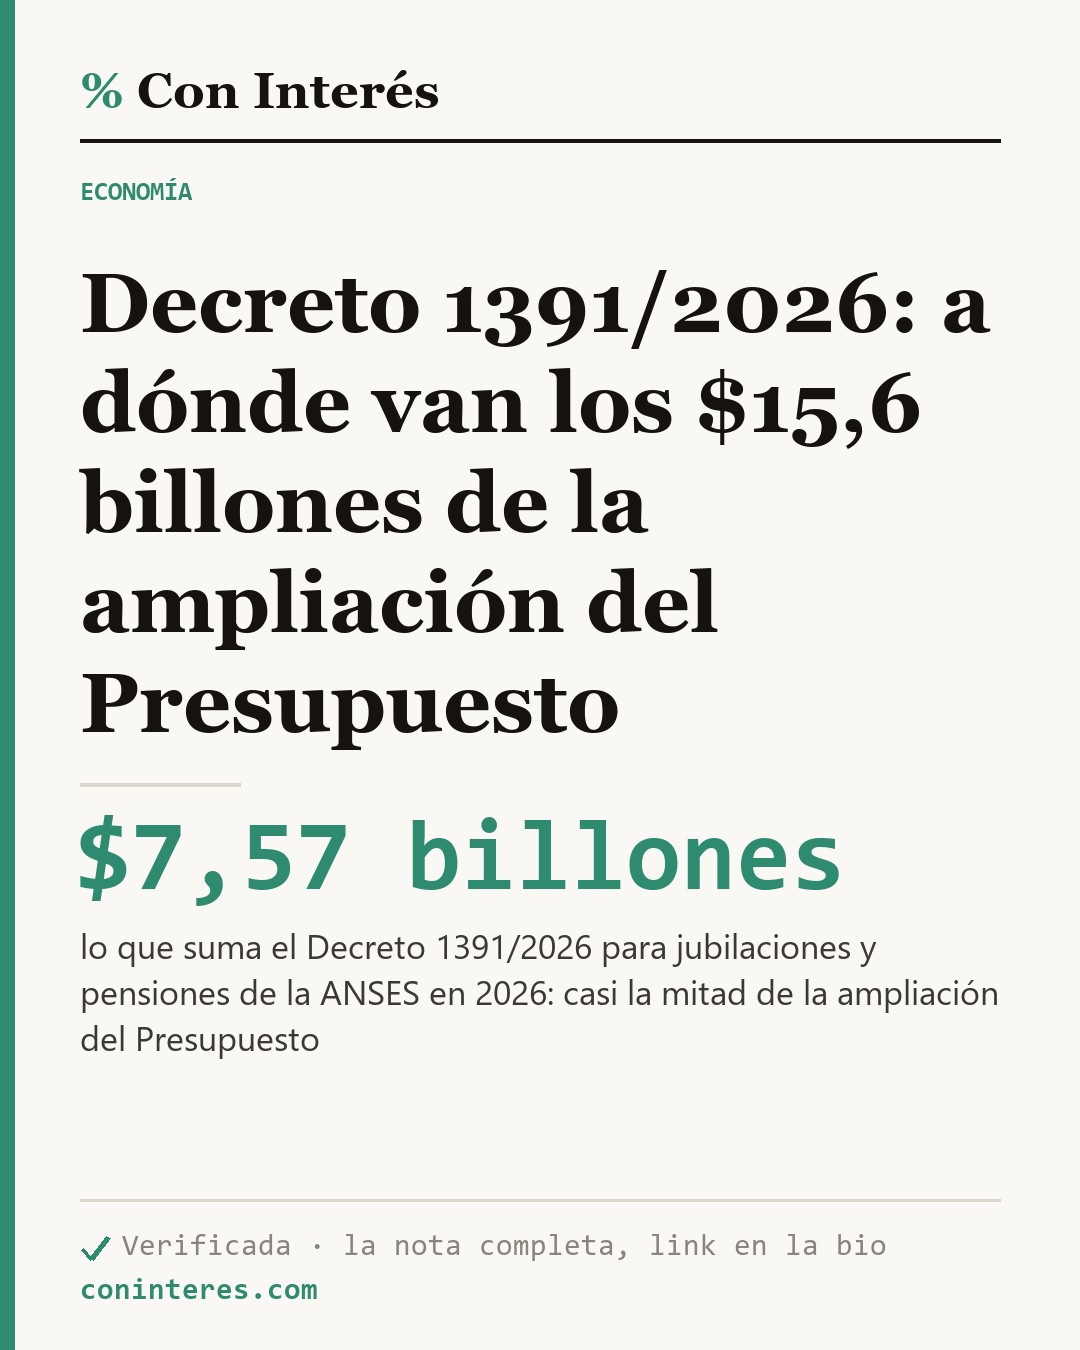 % Con Interés
ECONOMÍA
Decreto 1391/2026: a
dónde van los $15,6
billones de la
ampliación del
Presupuesto
$7,57 billones
lo que suma el Decreto 1391/2026 para jubilaciones y
pensiones de la ANSES en 2026: casi la mitad de la ampliación
del Presupuesto
✓ Verificada · la nota completa, link en la bio
coninteres.com